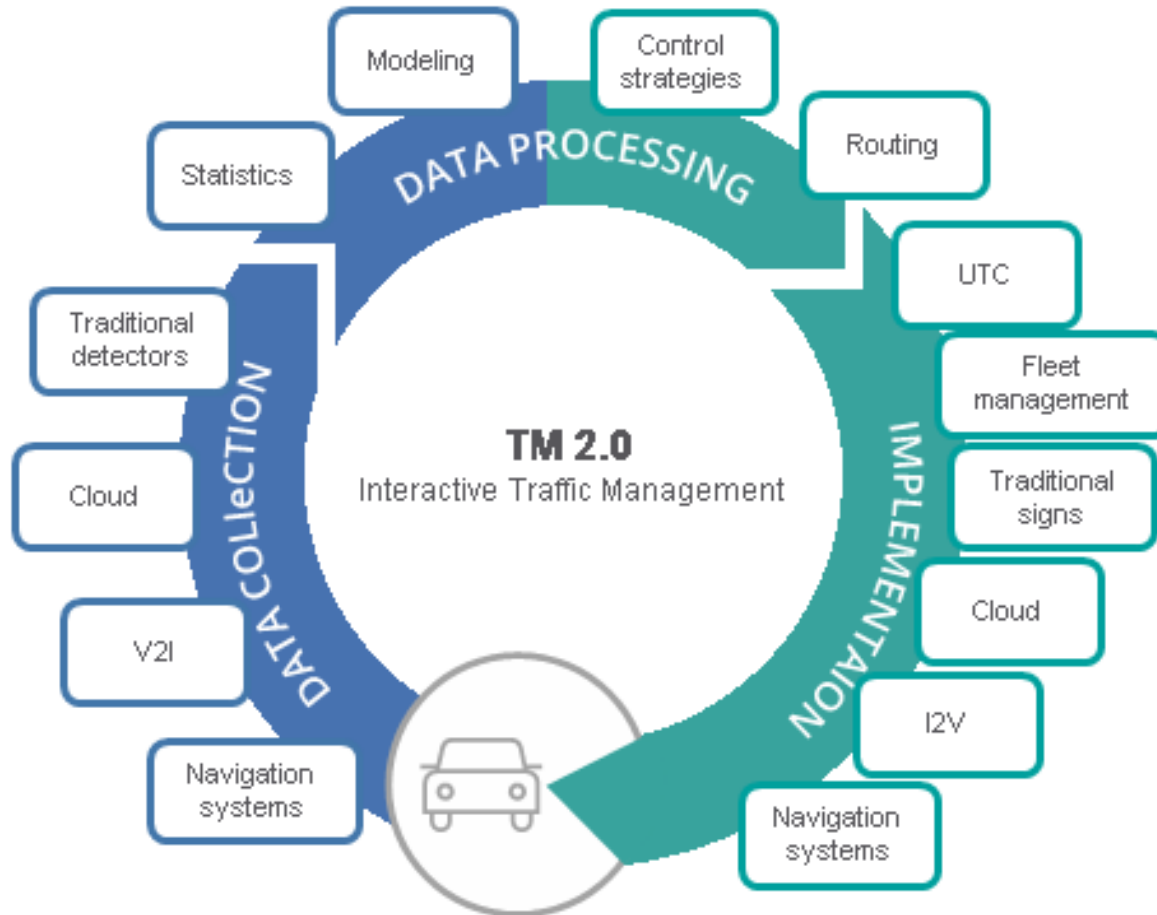 Modeling
Control
strategies
Statistics
DATA PROCESSING
Routing
UTC
Traditional
detectors
Fleet
management
DATA COLleCTION
TM 2.0
Interactive Traffic Management
IMPLEMENTAION
Cloud
Traditional
signs
V2I
Cloud
I2V
Navigation
systems
Navigation
systems